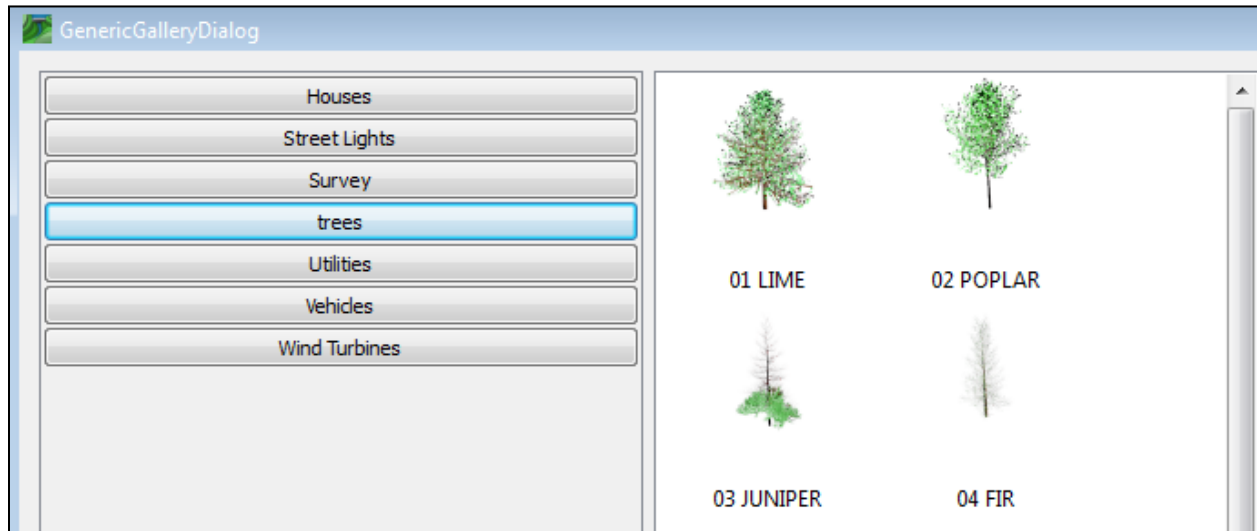 GenericGalleryDialog
Houses
Street Lights
Survey
trees
Utilities
Vehicles
Wind Turbines
01 LIME
02 POPLAR
03 JUNIPER
04 FIR